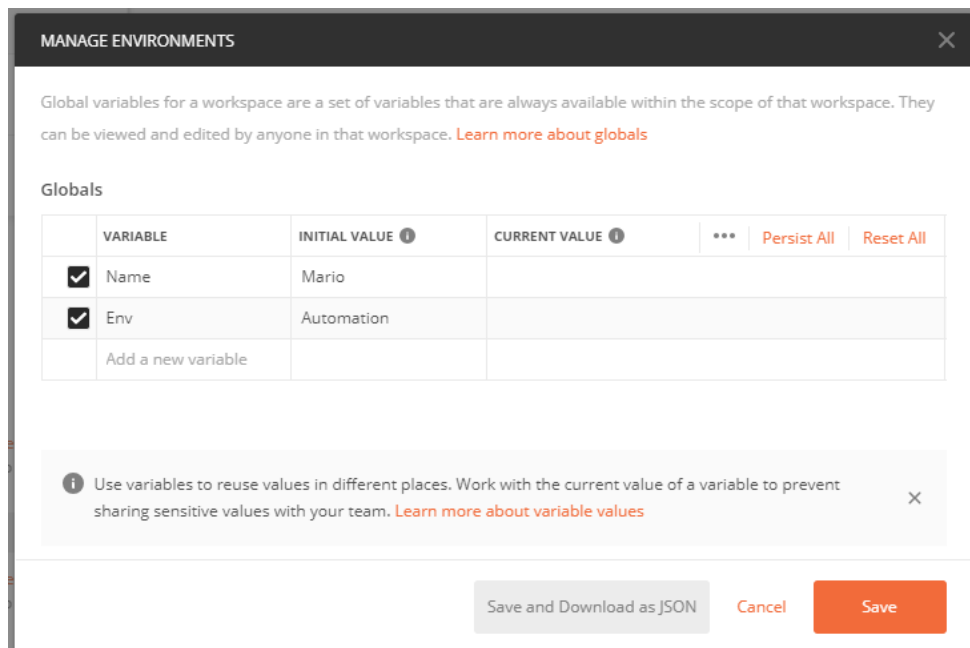 MANAGE ENVIRONMENTS
Global variables for a workspace are a set of variables that are always available within the scope of that workspace. They
can be viewed and edited by anyone in that workspace. Learn more about globals
Globals
VARIABLE INITIAL VALUE CURRENT VALUE ••• Persist All Reset All
Name Mario
Env Automation
Add a new variable
Use variables to reuse values in different places. Work with the current value of a variable to prevent
sharing sensitive values with your team. Learn more about variable values
Save and Download as JSON Cancel Save